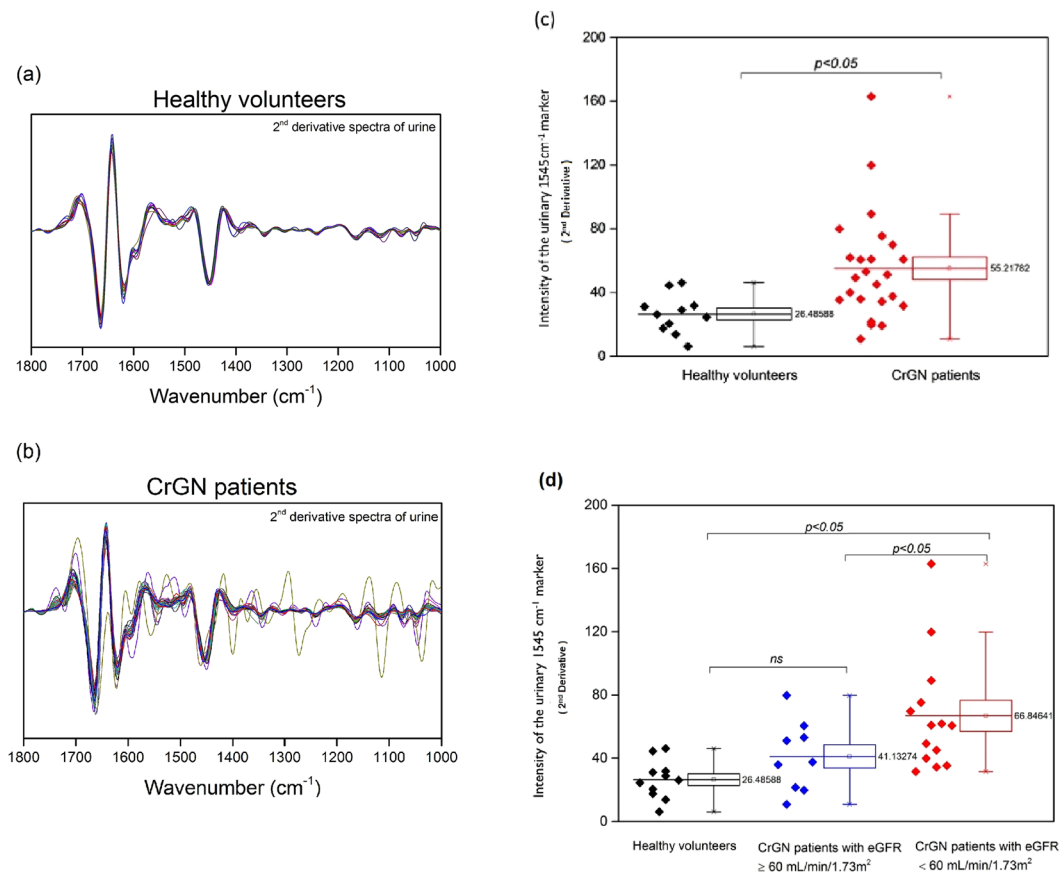 (a)
Healthy volunteers
2nd derivative spectra of urine
1800 1700 1600 1500 1400 1300 1200 1100 1000
Wavenumber (cm⁻¹)
(b)
CrGN patients
2nd derivative spectra of urine
1800 1700 1600 1500 1400 1300 1200 1100 1000
Wavenumber (cm⁻¹)
(c)
Intensity of the urinary 1545cm⁻¹ marker
( 2nd Derivative )
200
160
120
80
40
0
p<0.05
26.48588
55.21782
Healthy volunteers CrGN patients
(d)
Intensity of the urinary 1545 cm⁻¹ marker
( 2nd Derivative )
200
160
120
80
40
0
p<0.05
p<0.05
ns
26.48588
41.13274
66.84641
Healthy volunteers
CrGN patients with eGFR
≥ 60 mL/min/1.73m²
CrGN patients with eGFR
< 60 mL/min/1.73m²